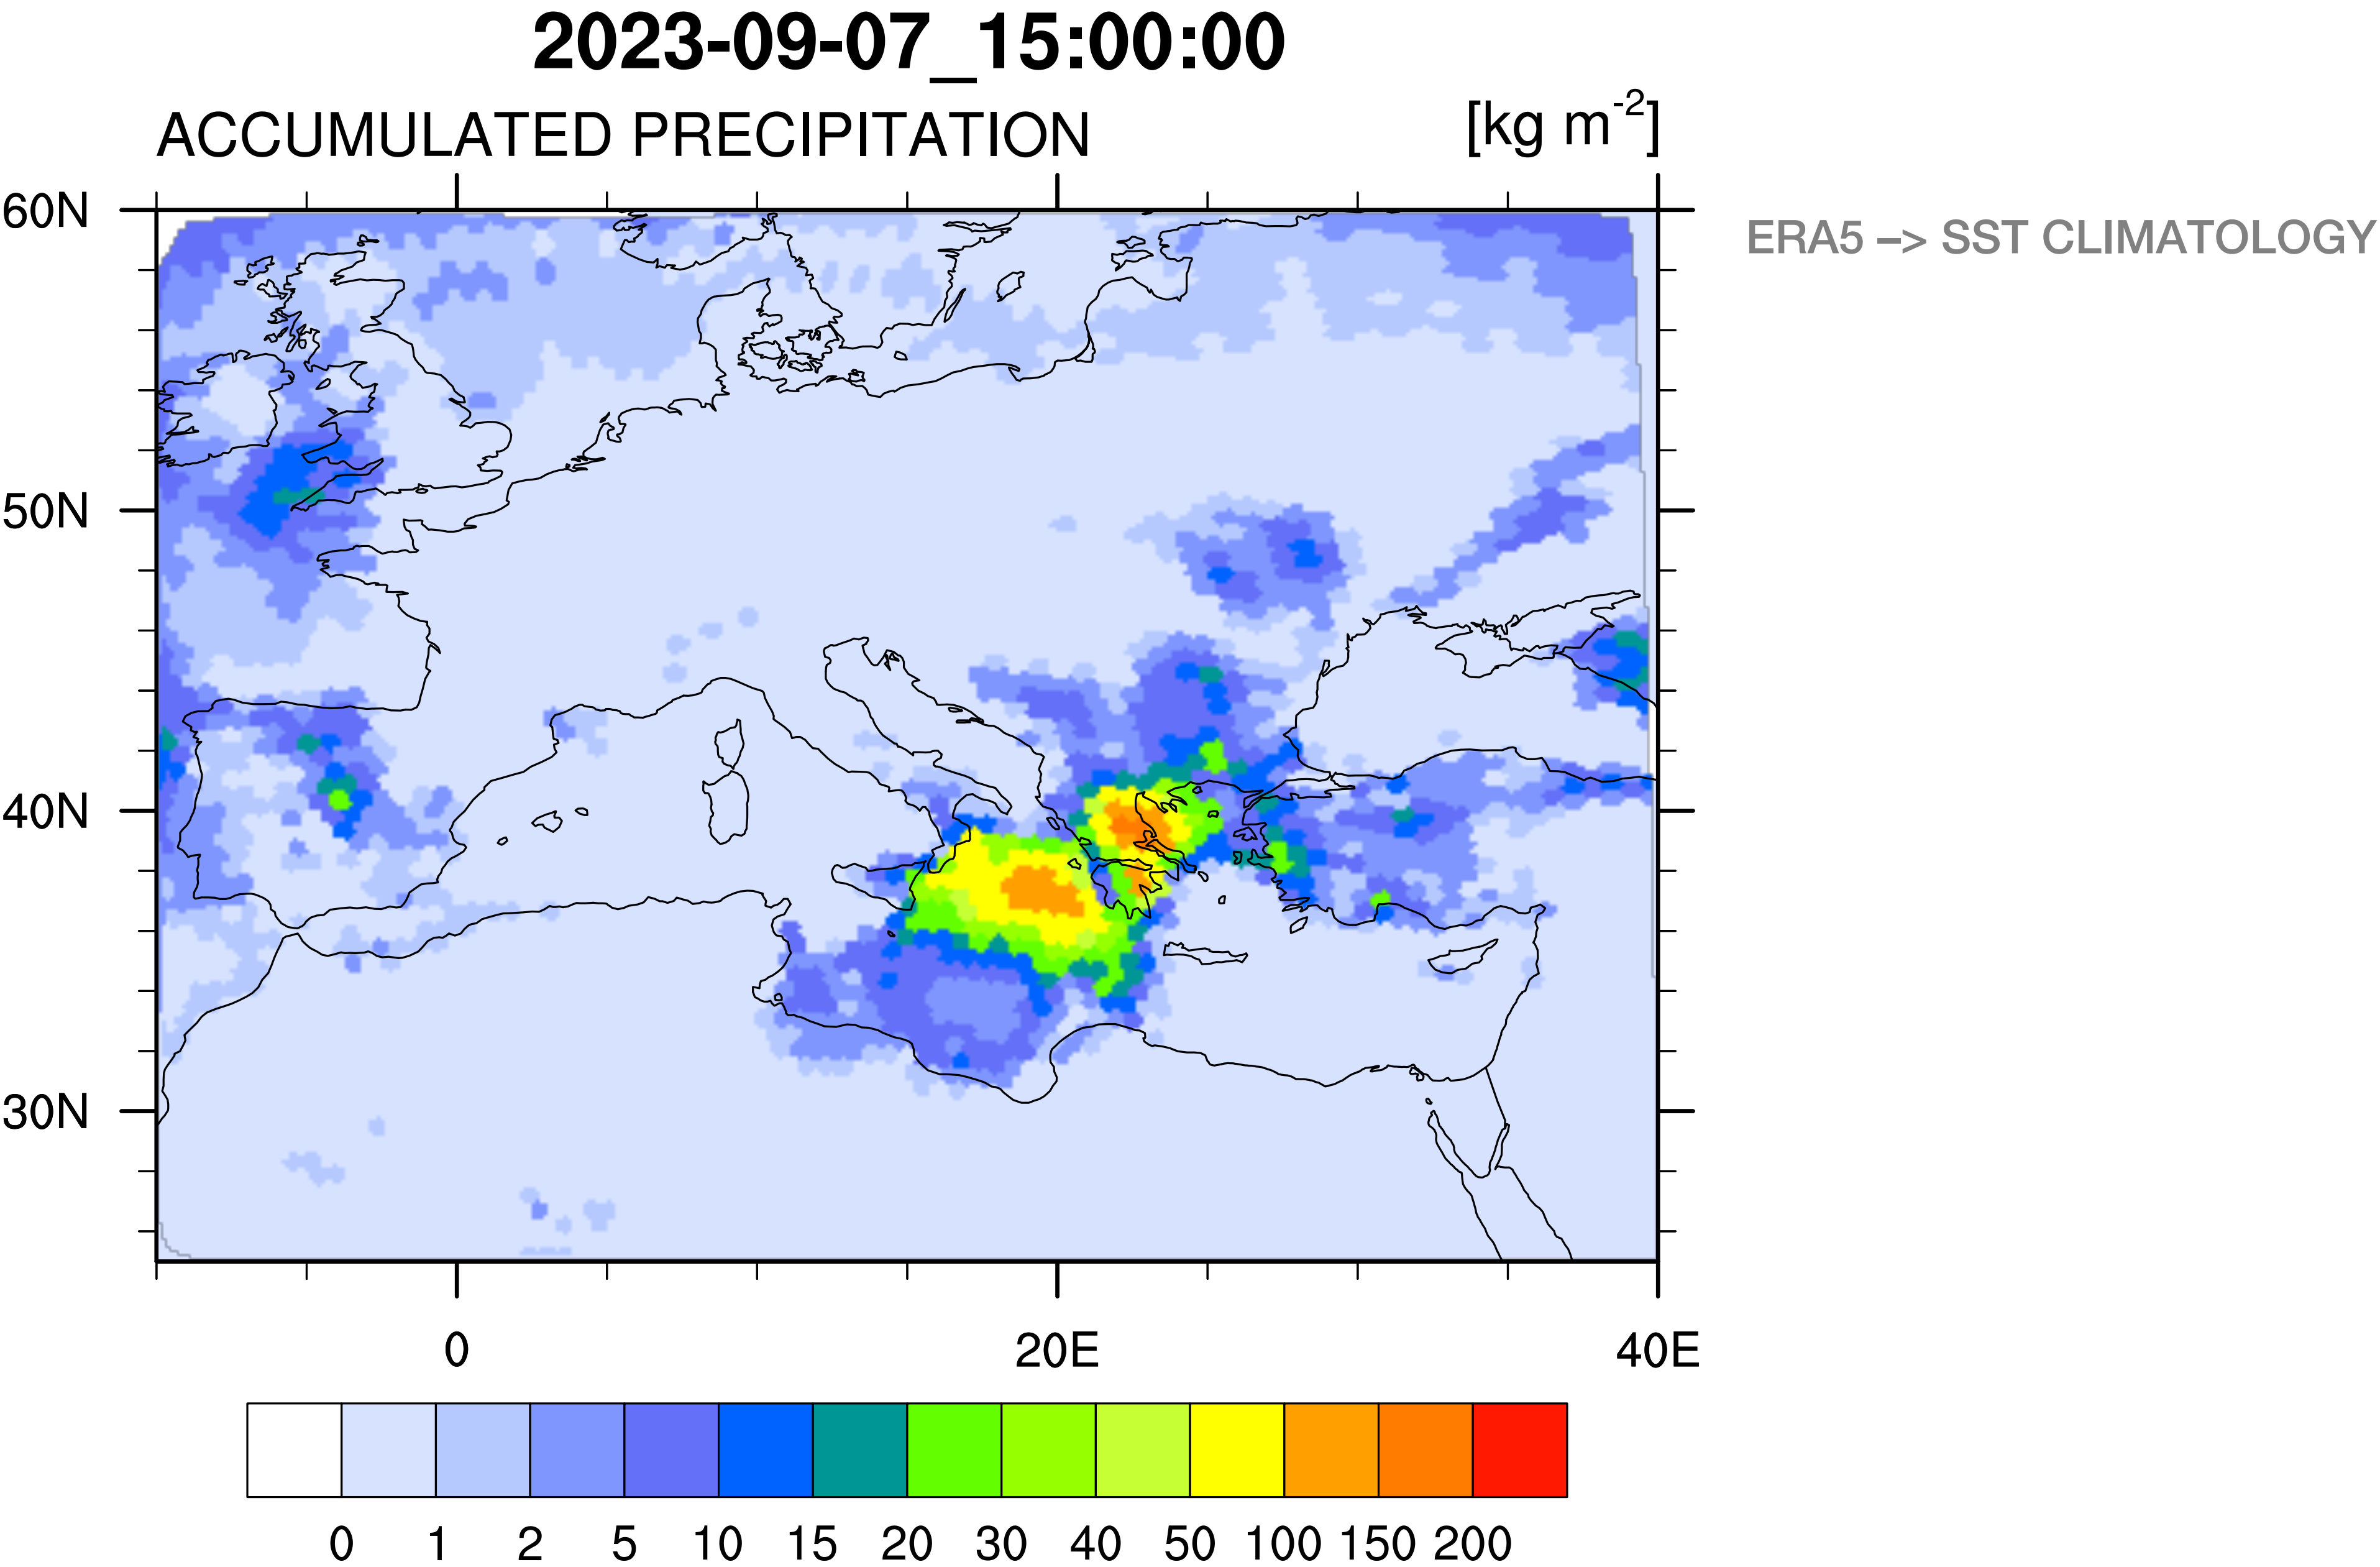 2023-09-07_15:00:00
ACCUMULATED PRECIPITATION [kg m-2]
ERA5 –> SST CLIMATOLOGY
60N
50N
40N
30N
0 20E 40E
0 1 2 5 10 15 20 30 40 50 100 150 200